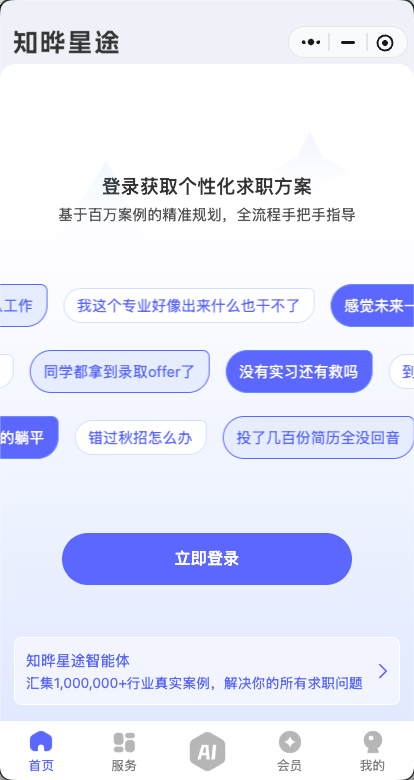 知晔星途
登录获取个性化求职方案
基于百万案例的精准规划，全流程手把手指导
工作
我这个专业好像出来什么也干不了
感觉未来一
同学都拿到录取offer了
没有实习还有救吗
到
的躺平
错过秋招怎么办
投了几百份简历全没回音
立即登录
知晔星途智能体
汇集1,000,000+行业真实案例，解决你的所有求职问题
首页
服务
AI
会员
我的